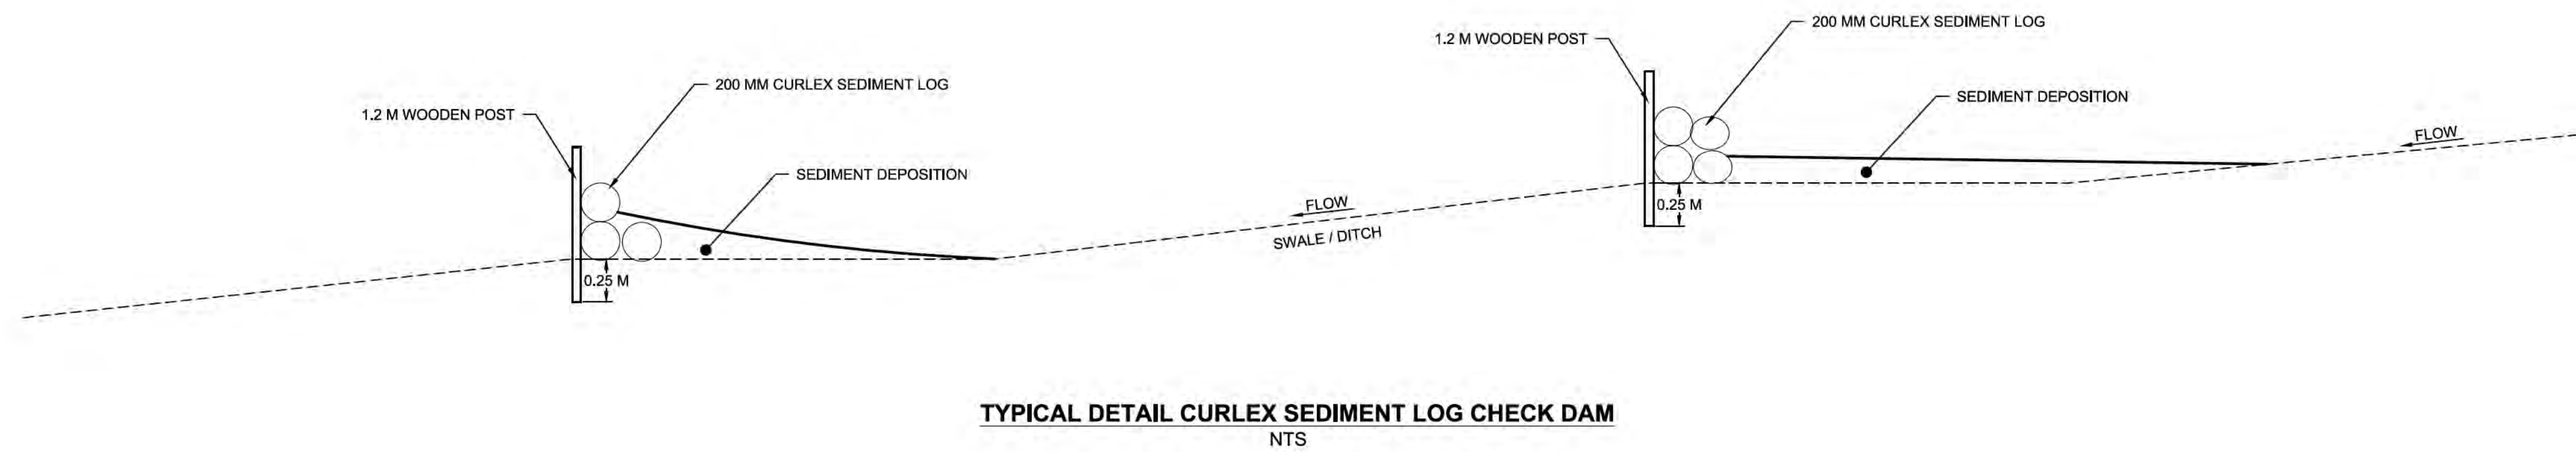 200 MM CURLEX SEDIMENT LOG
1.2 M WOODEN POST
SEDIMENT DEPOSITION
0.25 M
FLOW
SWALE / DITCH
1.2 M WOODEN POST
200 MM CURLEX SEDIMENT LOG
SEDIMENT DEPOSITION
0.25 M
FLOW
TYPICAL DETAIL CURLEX SEDIMENT LOG CHECK DAM
NTS